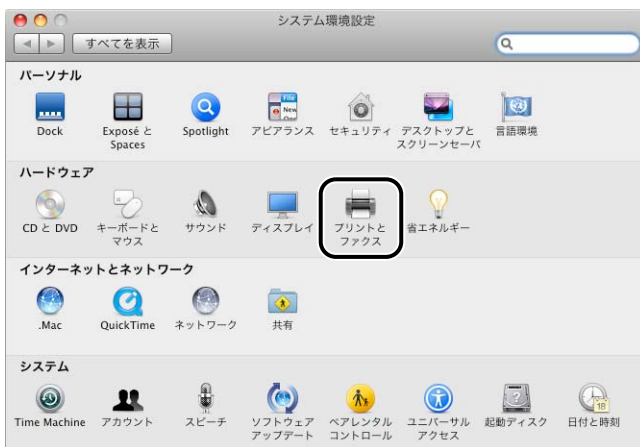 システム環境設定
すべてを表示
パーソナル
Dock
Exposé と
Spaces
Spotlight
アピアランス
セキュリティ
デスクトップと
スクリーンセーバ
言語環境
ハードウェア
CD と DVD
キーボードと
マウス
サウンド
ディスプレイ
プリントと
ファクス
省エネルギー
インターネットとネットワーク
.Mac
QuickTime
ネットワーク
共有
システム
Time Machine
アカウント
スピーチ
ソフトウェア
アップデート
ペアレンタル
コントロール
ユニバーサル
アクセス
起動ディスク
日付と時刻